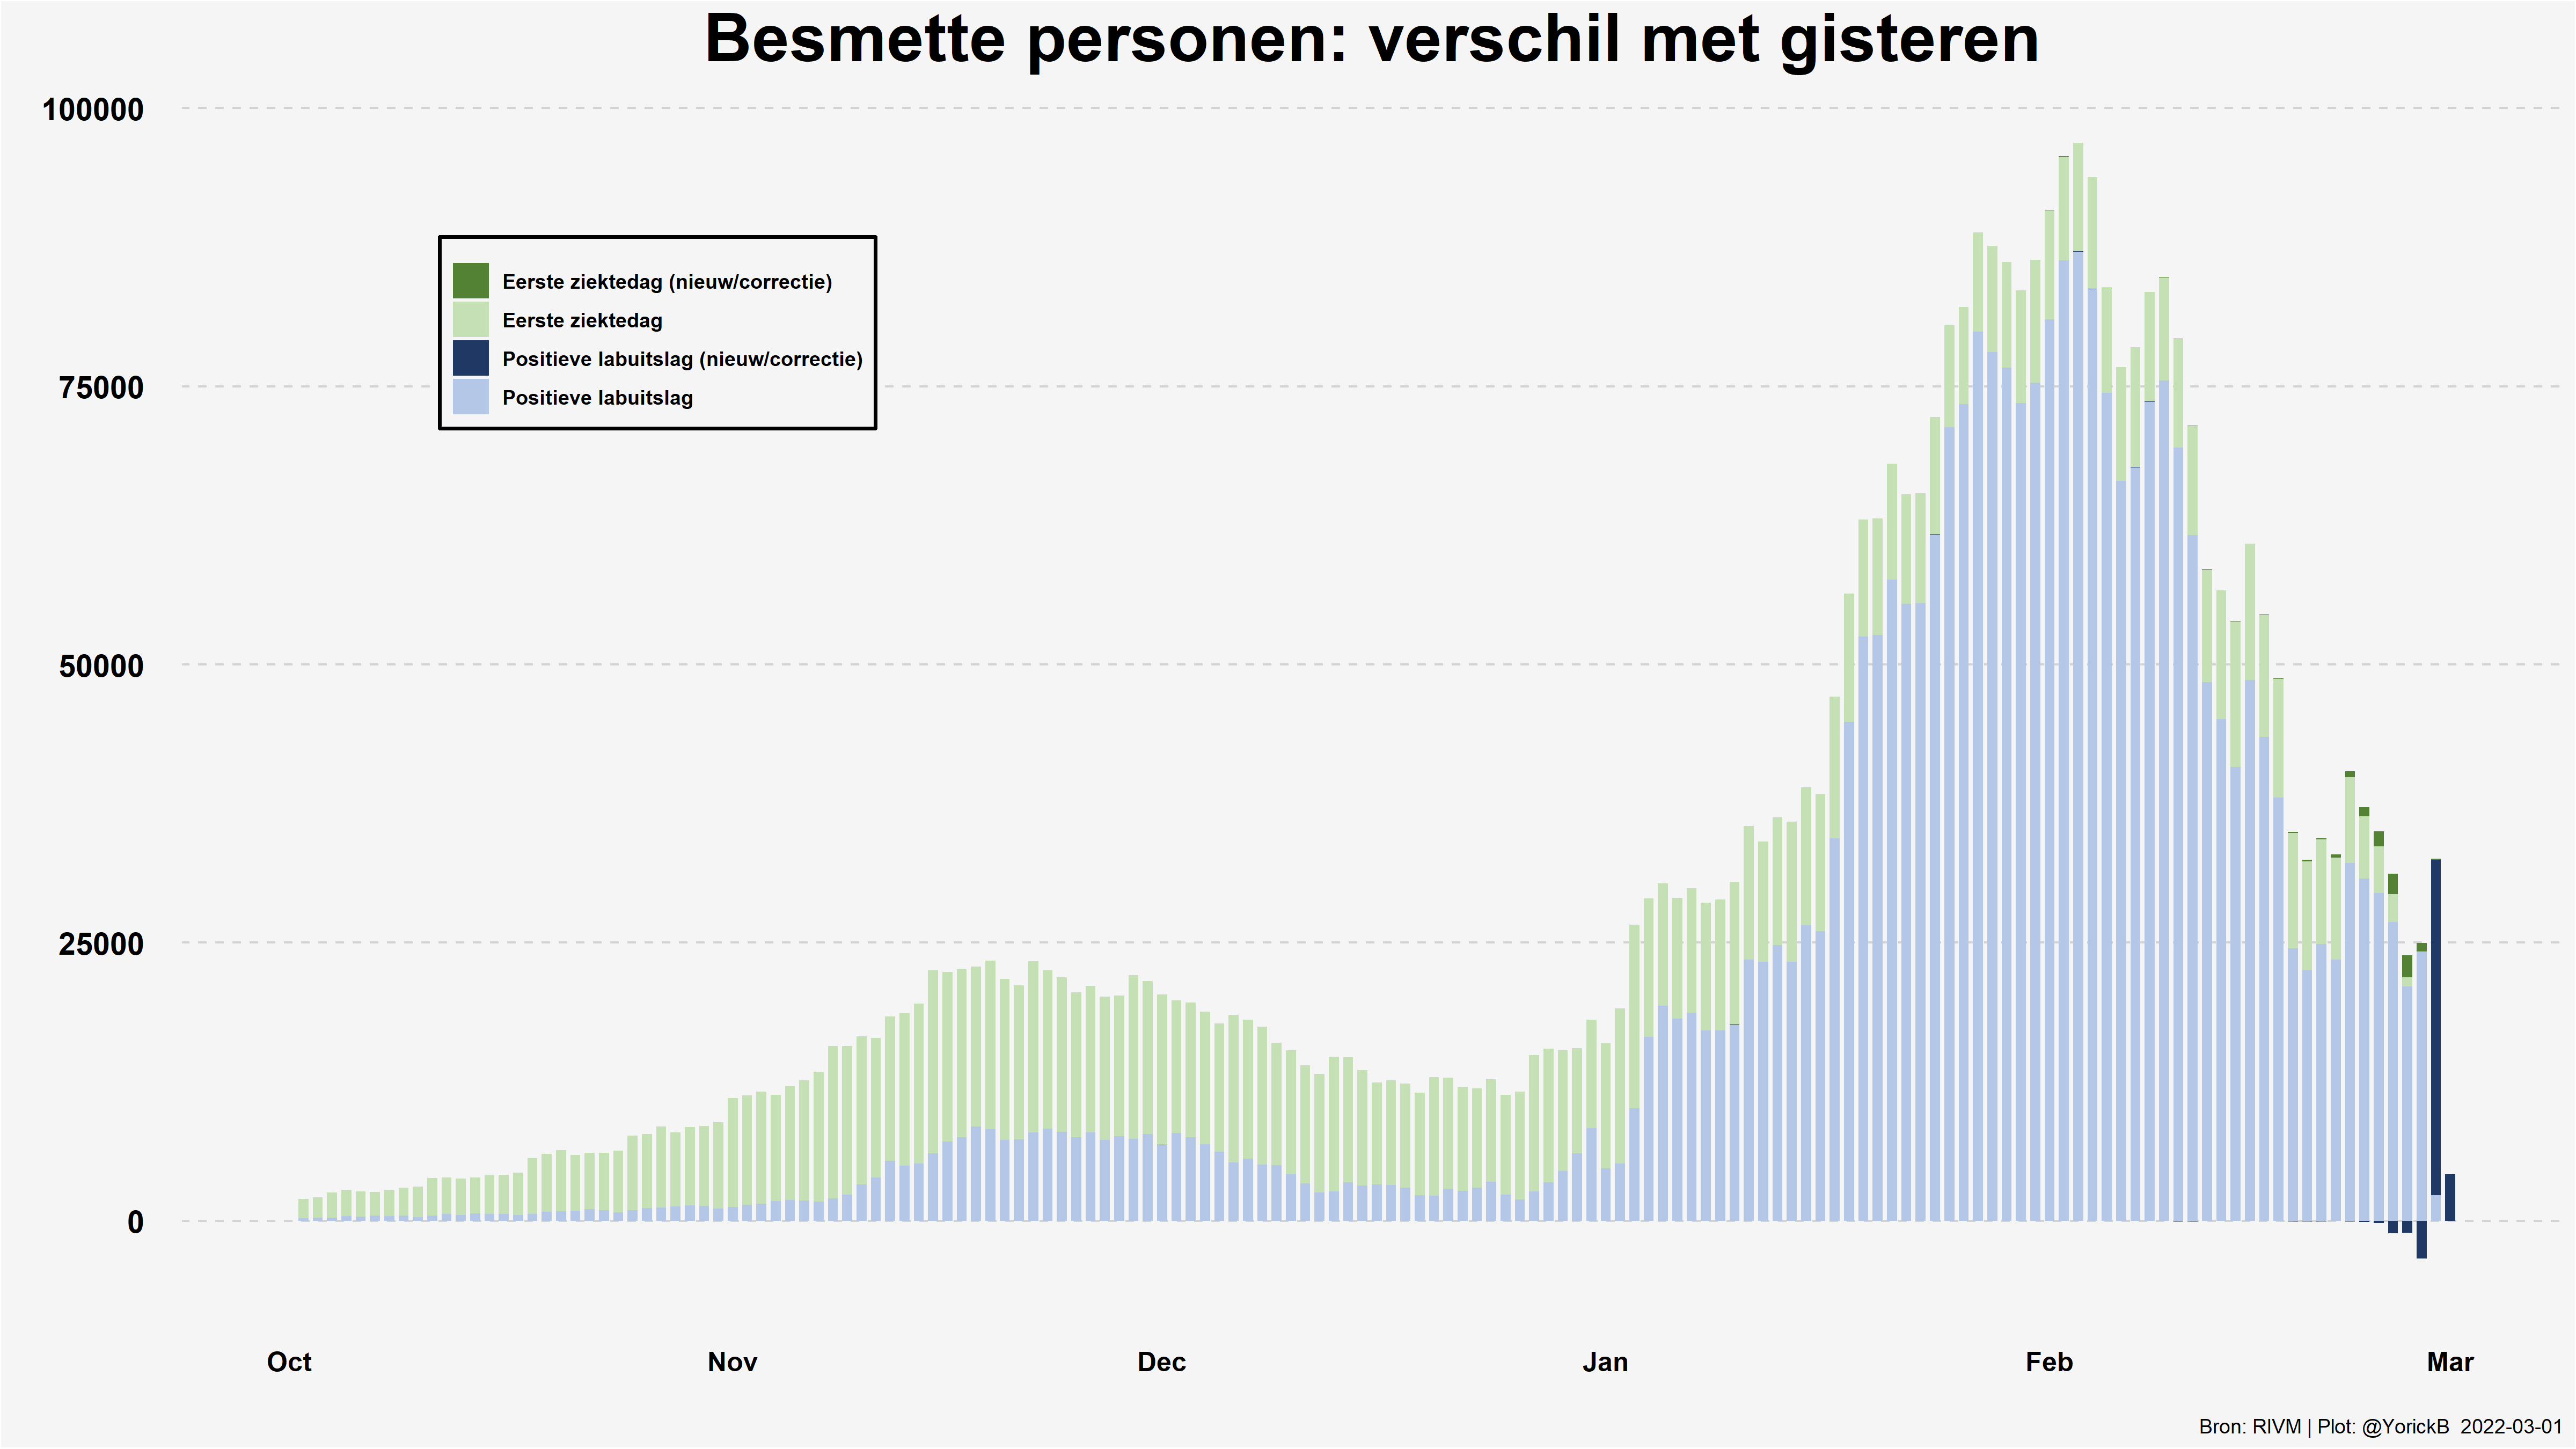 Besmette personen: verschil met gisteren
100000
75000
50000
25000
0
Eerste ziektedag (nieuw/correctie)
Eerste ziektedag
Positieve labuitslag (nieuw/correctie)
Positieve labuitslag
Oct Nov Dec Jan Feb Mar
Bron: RIVM | Plot: @YorickB 2022-03-01